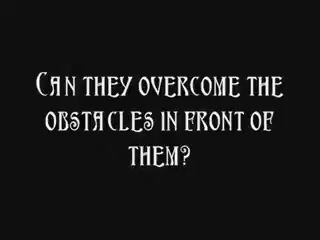 Can they overcome the
obstacles in front of
them?